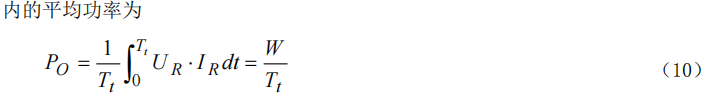 内的平均功率为
P_O = \frac{1}{T_t} \int_0^{T_t} U_R \cdot I_R dt = \frac{W}{T_t} （10）